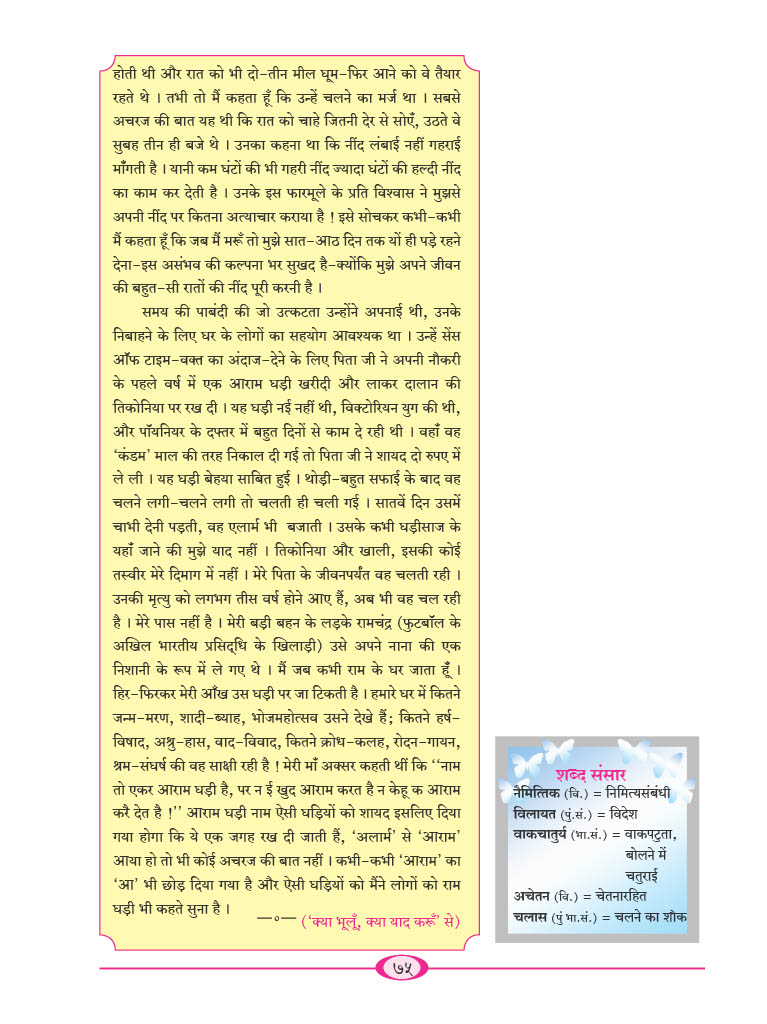 होती थी और रात को भी दो-तीन मील घूम-फिर आने को वे तैयार
रहते थे । तभी तो मैं कहता हूँ कि उन्हें चलने का मर्ज था । सबसे
अचरज की बात यह थी कि रात को चाहे जितनी देर से सोएँ, उठते वे
सुबह तीन ही बजे थे । उनका कहना था कि नींद लंबाई नहीं गहराई
माँगती है । यानी कम घंटों की भी गहरी नींद ज्यादा घंटों की हल्दी नींद
का काम कर देती है । उनके इस फारमूले के प्रति विश्वास ने मुझसे
अपनी नींद पर कितना अत्याचार कराया है ! इसे सोचकर कभी-कभी
मैं कहता हूँ कि जब मैं मरूँ तो मुझे सात-आठ दिन तक यों ही पड़े रहने
देना-इस असंभव की कल्पना भर सुखद है-क्योंकि मुझे अपने जीवन
की बहुत-सी रातों की नींद पूरी करनी है ।
समय की पाबंदी की जो उत्कटता उन्होंने अपनाई थी, उनके
निबाहने के लिए घर के लोगों का सहयोग आवश्यक था । उन्हें सेंस
ऑफ टाइम-वक्त का अंदाज-देने के लिए पिता जी ने अपनी नौकरी
के पहले वर्ष में एक आराम घड़ी खरीदी और लाकर दालान की
तिकोनिया पर रख दी । यह घड़ी नई नहीं थी, विक्टोरियन युग की थी,
और पॉयनियर के दफ्तर में बहुत दिनों से काम दे रही थी । वहाँ वह
‘कंडम’ माल की तरह निकाल दी गई तो पिता जी ने शायद दो रुपए में
ले ली । यह घड़ी बेहया साबित हुई । थोड़ी-बहुत सफाई के बाद वह
चलने लगी-चलने लगी तो चलती ही चली गई । सातवें दिन उसमें
चाभी देनी पड़ती, वह एलार्म भी बजाती । उसके कभी घड़ीसाज के
यहाँ जाने की मुझे याद नहीं । तिकोनिया और खाली, इसकी कोई
तस्वीर मेरे दिमाग में नहीं । मेरे पिता के जीवनपर्यंत वह चलती रही ।
उनकी मृत्यु को लगभग तीस वर्ष होने आए हैं, अब भी वह चल रही
है । मेरे पास नहीं है । मेरी बड़ी बहन के लड़के रामचंद्र (फुटबॉल के
अखिल भारतीय प्रसिद्धि के खिलाड़ी) उसे अपने नाना की एक
निशानी के रूप में ले गए थे । मैं जब कभी राम के घर जाता हूँ ।
हिर-फिरकर मेरी आँख उस घड़ी पर जा टिकती है । हमारे घर में कितने
जन्म-मरण, शादी-ब्याह, भोजमहोत्सव उसने देखे हैं; कितने हर्ष-
विषाद, अश्रु-हास, वाद-विवाद, कितने क्रोध-कलह, रोदन-गायन,
श्रम-संघर्ष की वह साक्षी रही है ! मेरी माँ अक्सर कहती थीं कि ‘‘नाम
तो एकर आराम घड़ी है, पर न ई खुद आराम करत है न केहू क आराम
करै देत है !’’ आराम घड़ी नाम ऐसी घड़ियों को शायद इसलिए दिया
गया होगा कि ये एक जगह रख दी जाती हैं, ‘अलार्म’ से ‘आराम’
आया हो तो भी कोई अचरज की बात नहीं । कभी-कभी ‘आराम’ का
‘आ’ भी छोड़ दिया गया है और ऐसी घड़ियों को मैंने लोगों को राम
घड़ी भी कहते सुना है ।
—०— (‘क्या भूलूँ, क्या याद करूँ’ से)
शब्द संसार
नैमित्तिक (वि.) = निमित्यसंबंधी
विलायत (पुं.सं.) = विदेश
वाकचातुर्य (भा.सं.) = वाकपटुता,
बोलने में
चतुराई
अचेतन (वि.) = चेतनारहित
चलास (पुं भा.सं.) = चलने का शौक
७५